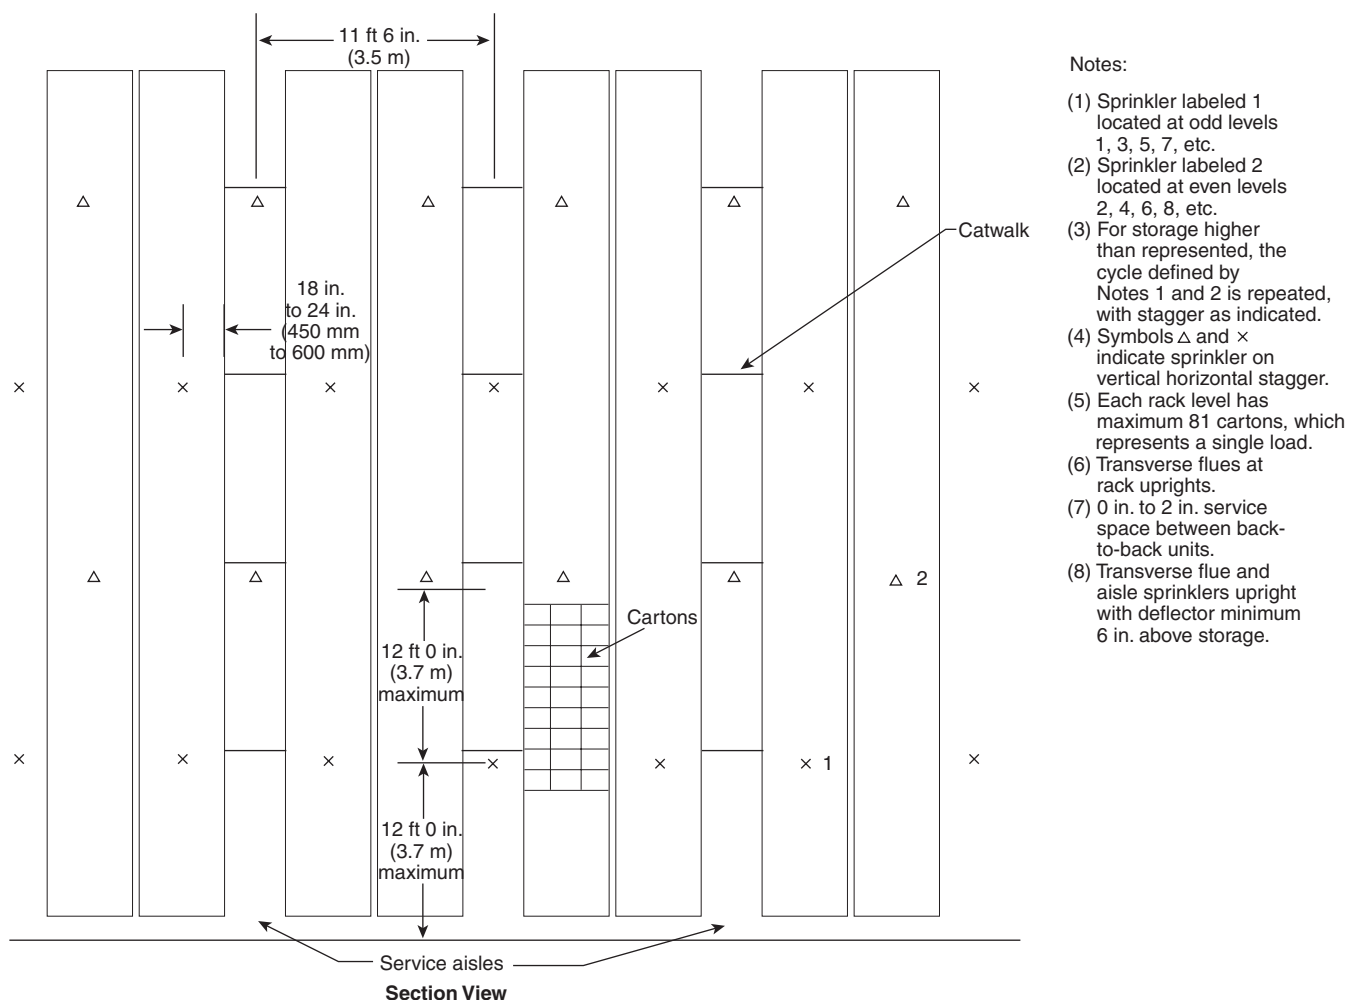 11 ft 6 in.
(3.5 m)
18 in.
to 24 in.
(450 mm
to 600 mm)
Catwalk
2
Cartons
12 ft 0 in.
(3.7 m)
maximum
1
12 ft 0 in.
(3.7 m)
maximum
Service aisles
Section View
Notes:
(1) Sprinkler labeled 1
located at odd levels
1, 3, 5, 7, etc.
(2) Sprinkler labeled 2
located at even levels
2, 4, 6, 8, etc.
(3) For storage higher
than represented, the
cycle defined by
Notes 1 and 2 is repeated,
with stagger as indicated.
(4) Symbols △ and ×
indicate sprinkler on
vertical horizontal stagger.
(5) Each rack level has
maximum 81 cartons, which
represents a single load.
(6) Transverse flues at
rack uprights.
(7) 0 in. to 2 in. service
space between back-
to-back units.
(8) Transverse flue and
aisle sprinklers upright
with deflector minimum
6 in. above storage.